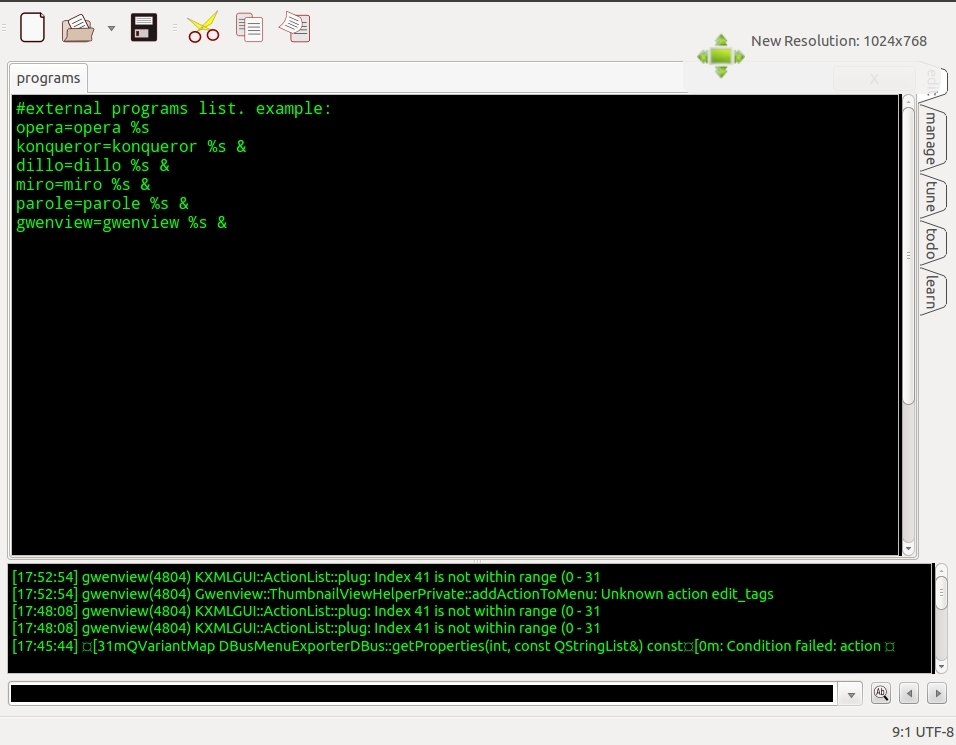 New Resolution: 1024x768
programs
X
edit
#external programs list. example:
opera=opera %s
konqueror=konqueror %s &
dillo=dillo %s &
miro=miro %s &
parole=parole %s &
gwenview=gwenview %s &
manage
tune
todo
learn
[17:52:54] gwenview(4804) KXMLGUI::ActionList::plug: Index 41 is not within range (0 - 31
[17:52:54] gwenview(4804) Gwenview::ThumbnailViewHelperPrivate::addActionToMenu: Unknown action edit_tags
[17:48:08] gwenview(4804) KXMLGUI::ActionList::plug: Index 41 is not within range (0 - 31
[17:48:08] gwenview(4804) KXMLGUI::ActionList::plug: Index 41 is not within range (0 - 31
[17:45:44] ¤[31mQVariantMap DBusMenuExporterDBus::getProperties(int, const QStringList&) const¤[0m: Condition failed: action ¤
Ab
9:1 UTF-8